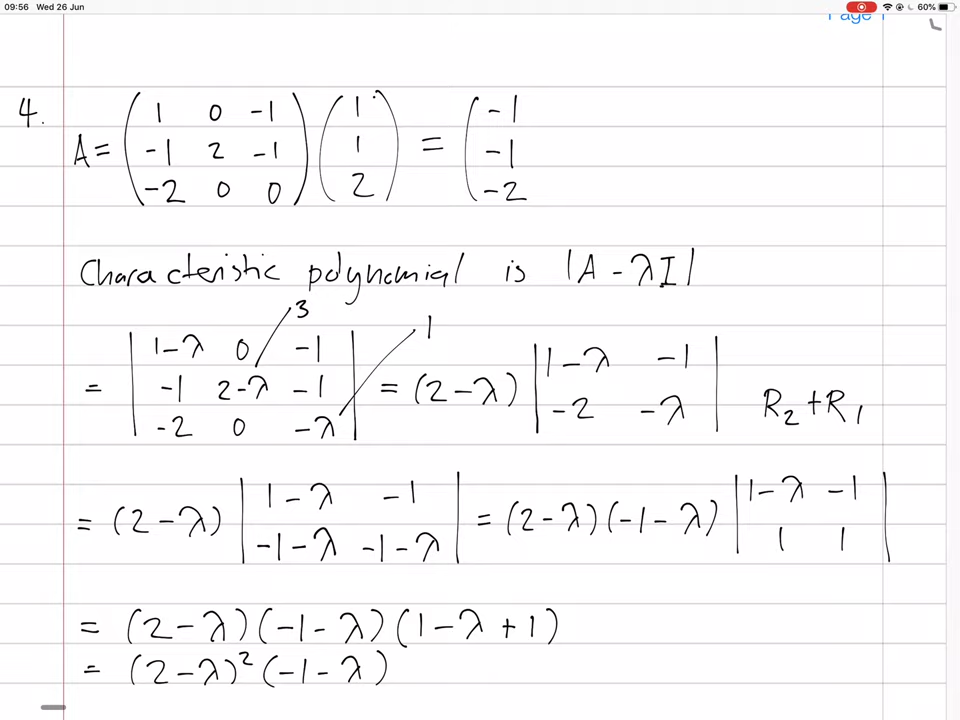 09:56 Wed 26 Jun 60%
4. A = ( 1 0 -1 ; -1 2 -1 ; -2 0 0 ) ( 1 ; 1 ; 2 ) = ( -1 ; -1 ; -2 )
Characteristic polynomial is |A - λI|
3 1
= | 1-λ 0 -1 ; -1 2-λ -1 ; -2 0 -λ | = (2-λ) | 1-λ -1 ; -2 -λ | R₂+R₁
= (2-λ) | 1-λ -1 ; -1-λ -1-λ | = (2-λ)(-1-λ) | 1-λ -1 ; 1 1 |
= (2-λ)(-1-λ)(1-λ+1)
= (2-λ)²(-1-λ)